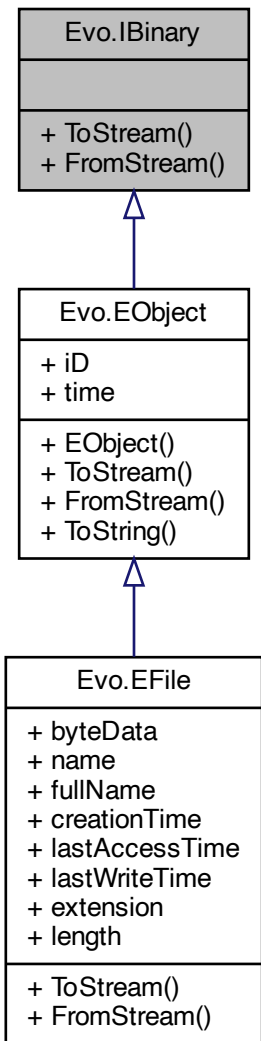 Evo.IBinary
+ ToStream()
+ FromStream()
Evo.EObject
+ iD
+ time
+ EObject()
+ ToStream()
+ FromStream()
+ ToString()
Evo.EFile
+ byteData
+ name
+ fullName
+ creationTime
+ lastAccessTime
+ lastWriteTime
+ extension
+ length
+ ToStream()
+ FromStream()